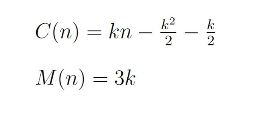 C(n) = kn − k²/2 − k/2
M(n) = 3k